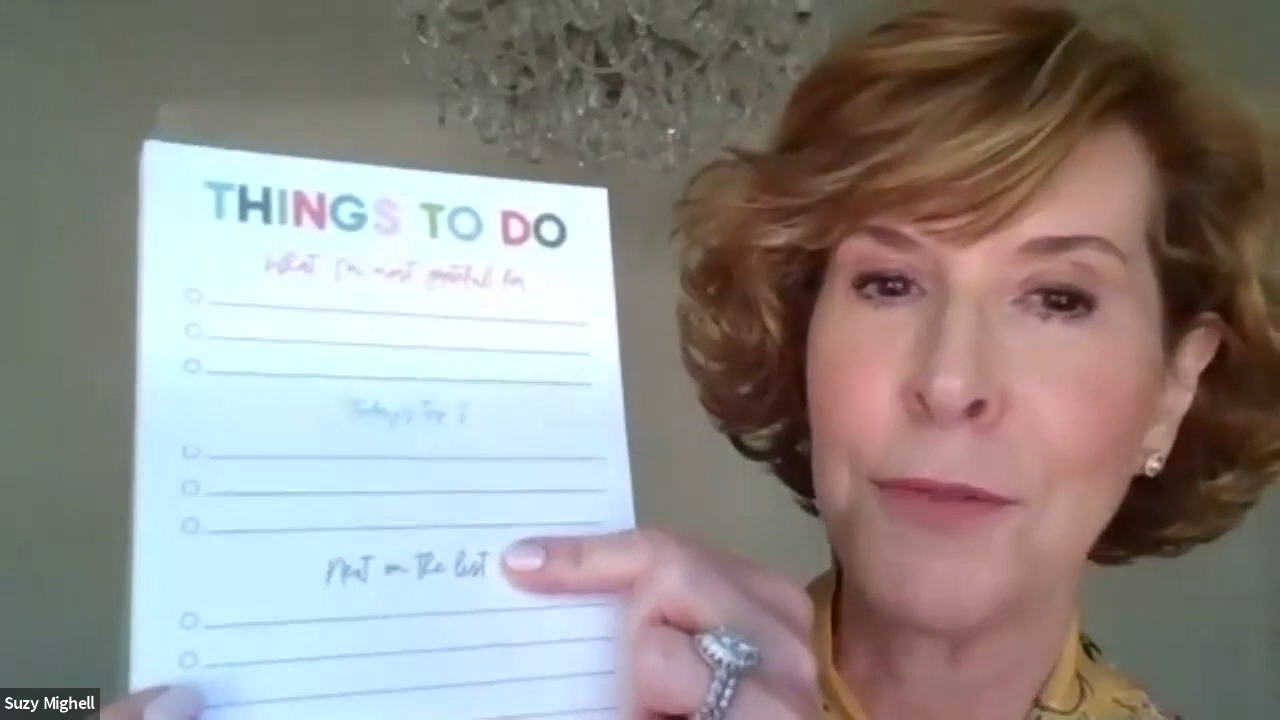 THINGS TO DO
What I'm most grateful for
Today's Top 3
Next on the list
Suzy Mighell